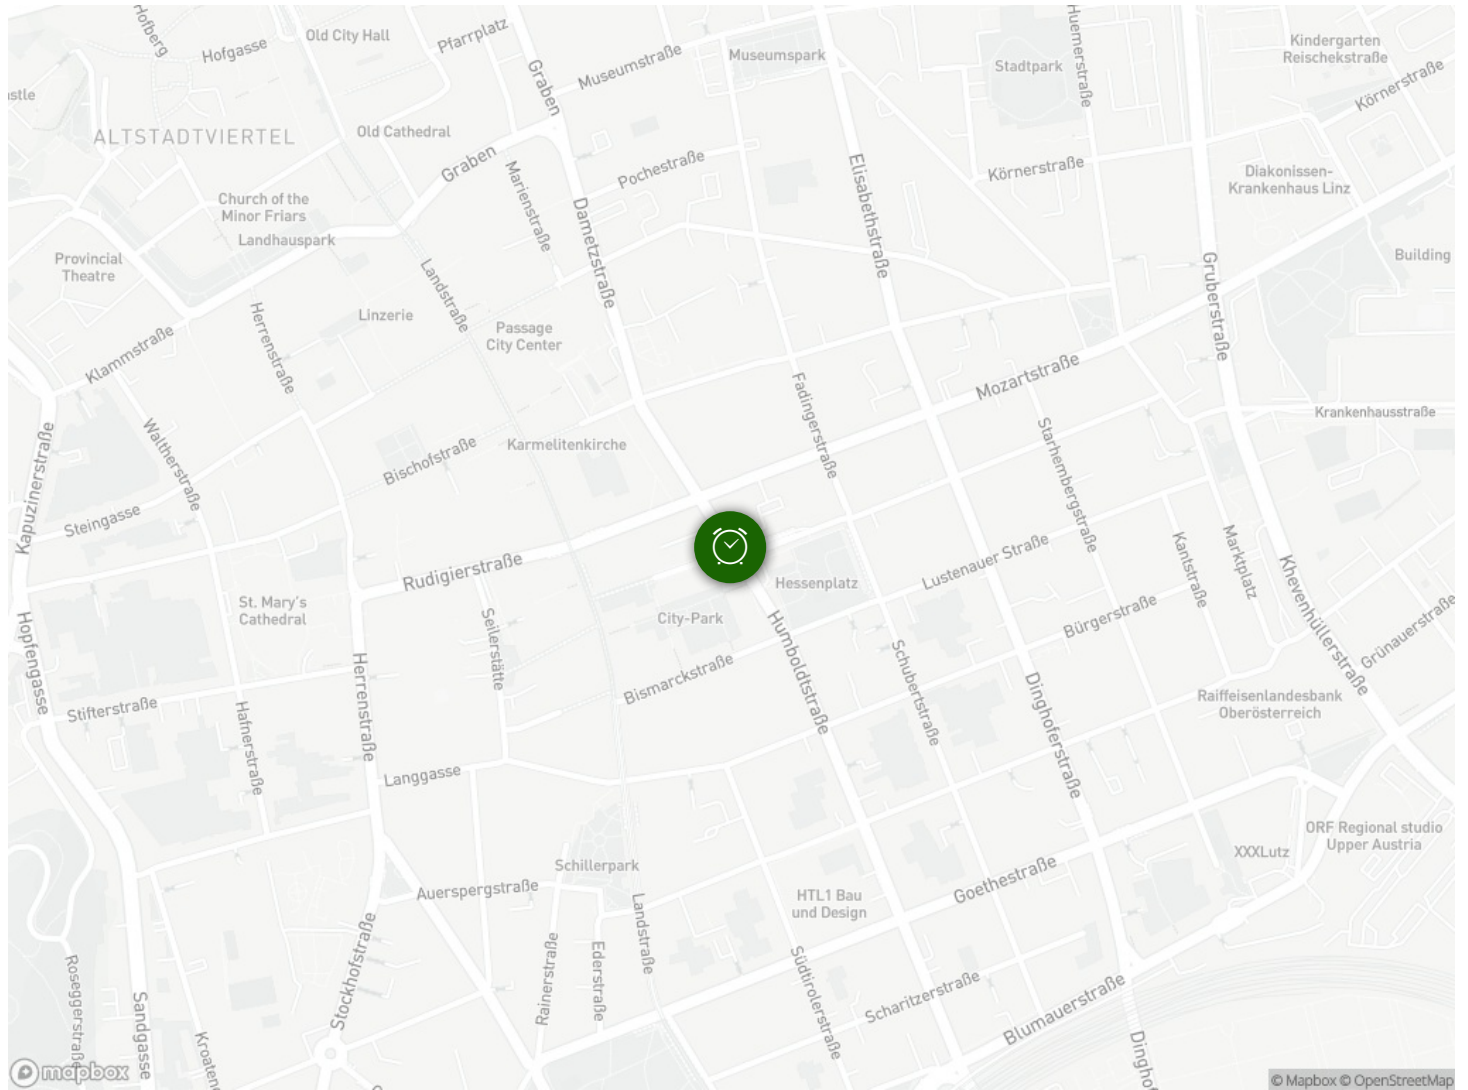 Hofberg
Hofgasse
Old City Hall
Pfarrplatz
Graben
Museumstraße
Museumspark
Stadtpark
Huemerstraße
Kindergarten
Reischekstraße
Körnerstraße
astle
ALTSTADTVIERTEL
Old Cathedral
Graben
Marienstraße
Pochestraße
Elisabethstraße
Körnerstraße
Diakonissen-
Krankenhaus Linz
Church of the
Minor Friars
Landhauspark
Dametzstraße
Provincial
Theatre
Landstraße
Gruberstraße
Building
Herrenstraße
Linzerie
Passage
City Center
Klammstraße
Mozartstraße
Fadingerstraße
Krankenhausstraße
Waltherstraße
Bischofstraße
Karmelitenkirche
Starhembergstraße
Kapuzinerstraße
Steingasse
Rudigierstraße
Hessenplatz
Lustenauer Straße
Kantstraße
Marktplatz
Khevenhüllerstraße
St. Mary's
Cathedral
Seilerstätte
City-Park
Humboldtstraße
Bürgerstraße
Grünauerstraße
Hopfengasse
Herrenstraße
Bismarckstraße
Schubertstraße
Dinghoferstraße
Raiffeisenlandesbank
Oberösterreich
Stifterstraße
Hafnerstraße
Langgasse
ORF Regional studio
Upper Austria
XXXLutz
Schillerpark
Auerspergstraße
HTL1 Bau
und Design
Goethestraße
Landstraße
Stockhofstraße
Rainerstraße
Ederstraße
Südtirolerstraße
Scharitzerstraße
Blumauerstraße
Roseggerstraße
Sandgasse
Kroateng
Dingho
mapbox
© Mapbox © OpenStreetMap